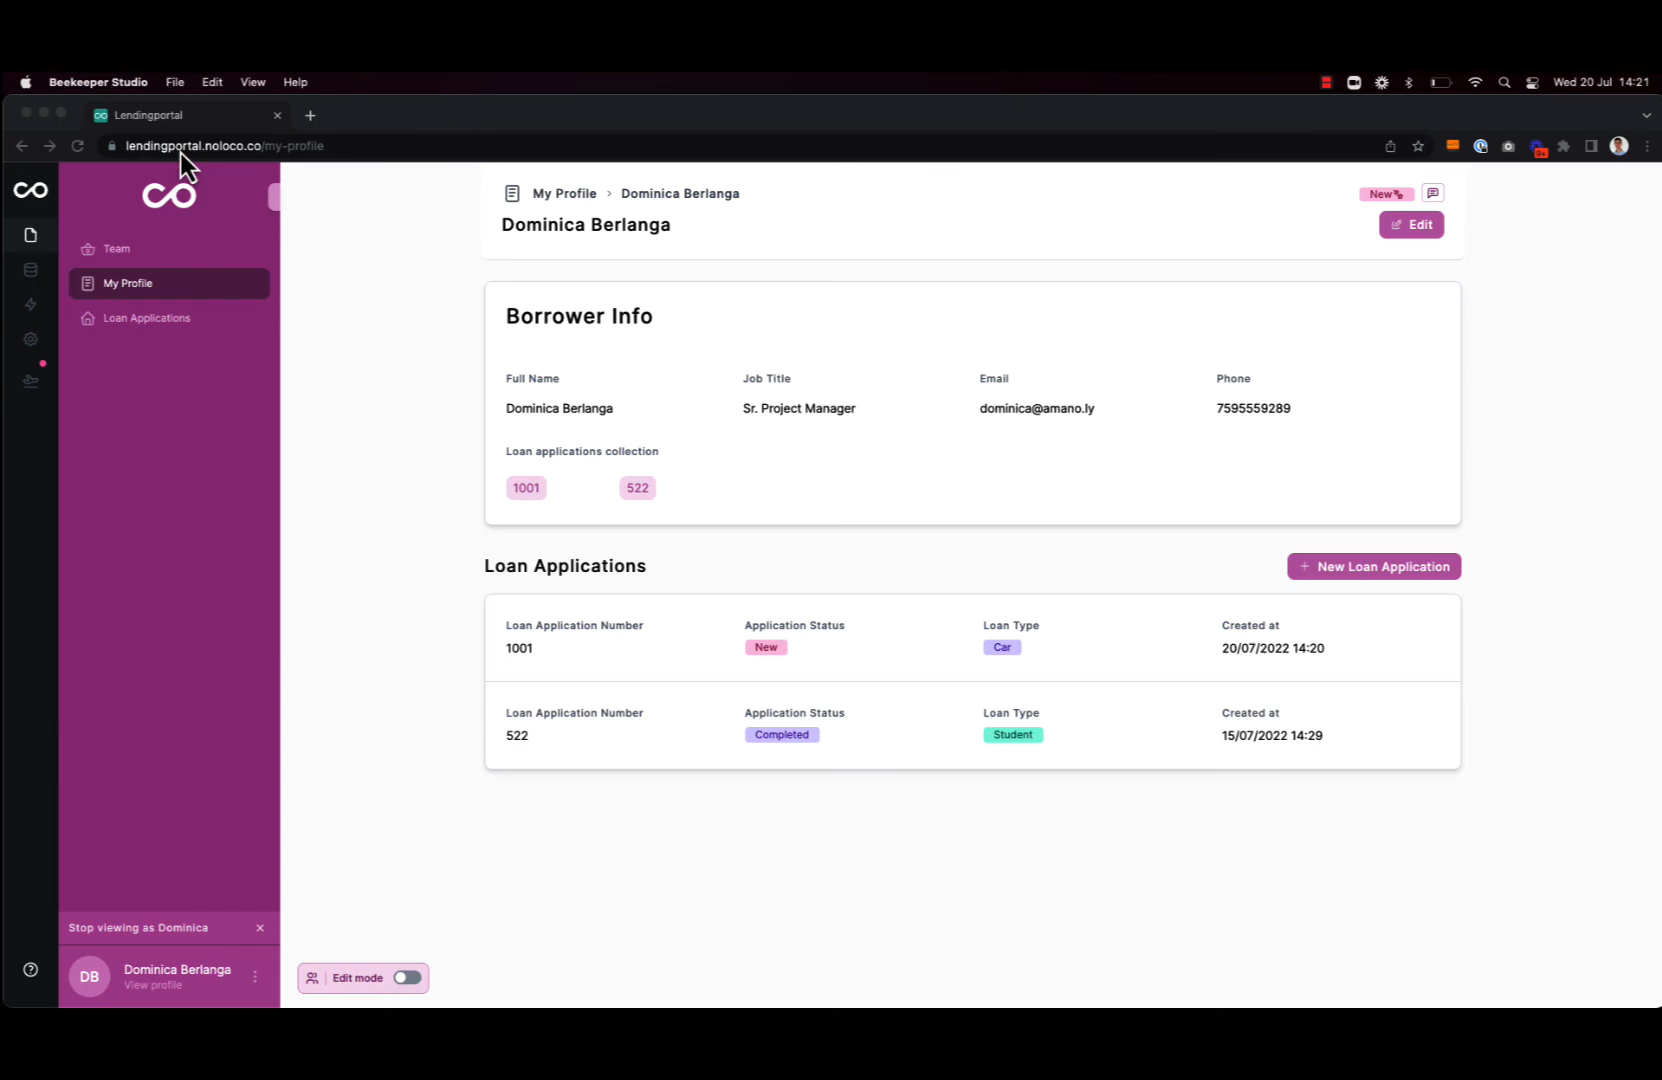 Beekeeper Studio File Edit View Help
Wed 20 Jul 14:21
Lendingportal
lendingportal.noloco.co/my-profile
Team
My Profile
Loan Applications
Stop viewing as Dominica
DB
Dominica Berlanga
View profile
My Profile > Dominica Berlanga
New
Dominica Berlanga
Edit
Borrower Info
Full Name Job Title Email Phone
Dominica Berlanga Sr. Project Manager dominica@amano.ly 7595559289
Loan applications collection
1001 522
Loan Applications
+ New Loan Application
Loan Application Number Application Status Loan Type Created at
1001 New Car 20/07/2022 14:20
Loan Application Number Application Status Loan Type Created at
522 Completed Student 15/07/2022 14:29
Edit mode